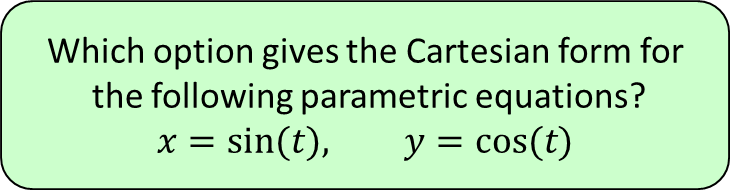 Which option gives the Cartesian form for
the following parametric equations?
𝑥 = sin(𝑡), 𝑦 = cos(𝑡)